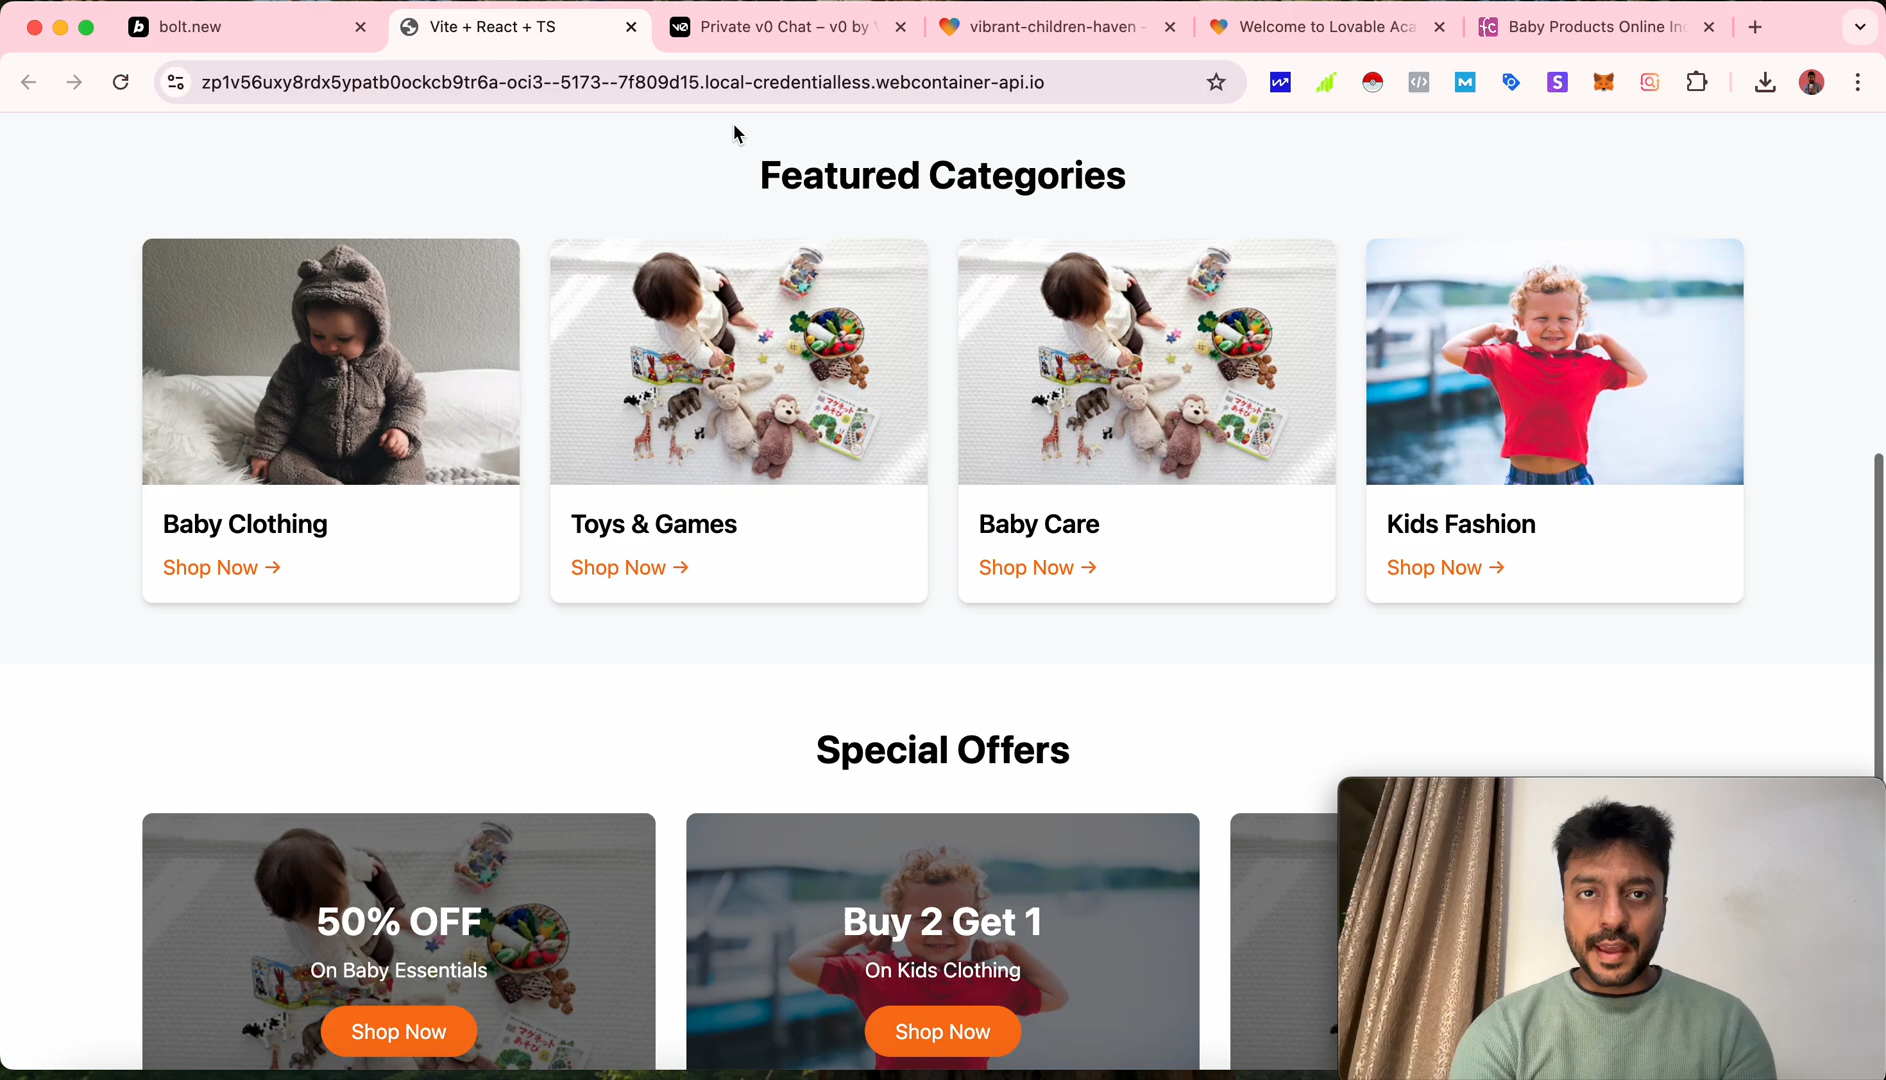 bolt.new
Vite + React + TS
Private v0 Chat – v0 by
vibrant-children-haven -
Welcome to Lovable Aca
Baby Products Online In
zp1v56uxy8rdx5ypatb0ockcb9tr6a-oci3--5173--7f809d15.local-credentialless.webcontainer-api.io
Featured Categories
Baby Clothing
Shop Now →
Toys & Games
Shop Now →
Baby Care
Shop Now →
Kids Fashion
Shop Now →
Special Offers
50% OFF
On Baby Essentials
Shop Now
Buy 2 Get 1
On Kids Clothing
Shop Now